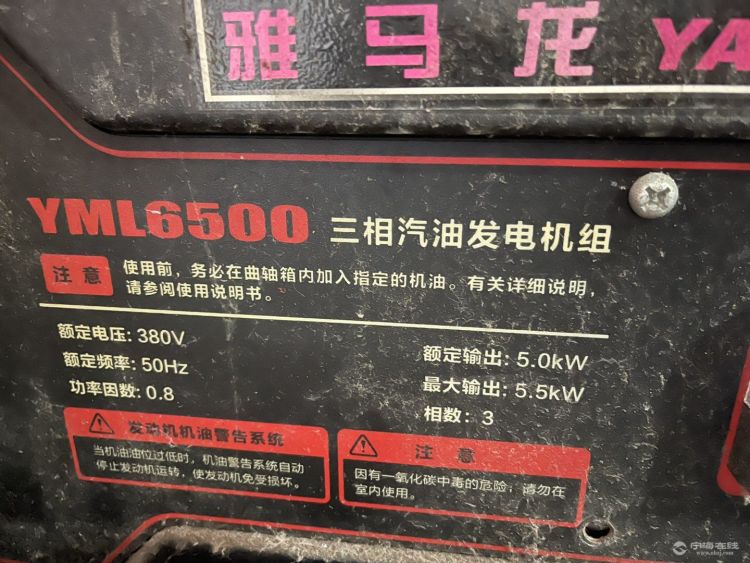 雅马龙 YA
YML6500 三相汽油发电机组
注意
使用前，务必在曲轴箱内加入指定的机油。有关详细说明，
请参阅使用说明书。
额定电压: 380V
额定频率: 50Hz
功率因数: 0.8
额定输出: 5.0kW
最大输出: 5.5kW
相数: 3
发动机机油警告系统
当机油油位过低时，机油警告系统自动
停止发动机运转，使发动机免受损坏。
注意
因有一氧化碳中毒的危险，请勿在
室内使用。
宁海在线